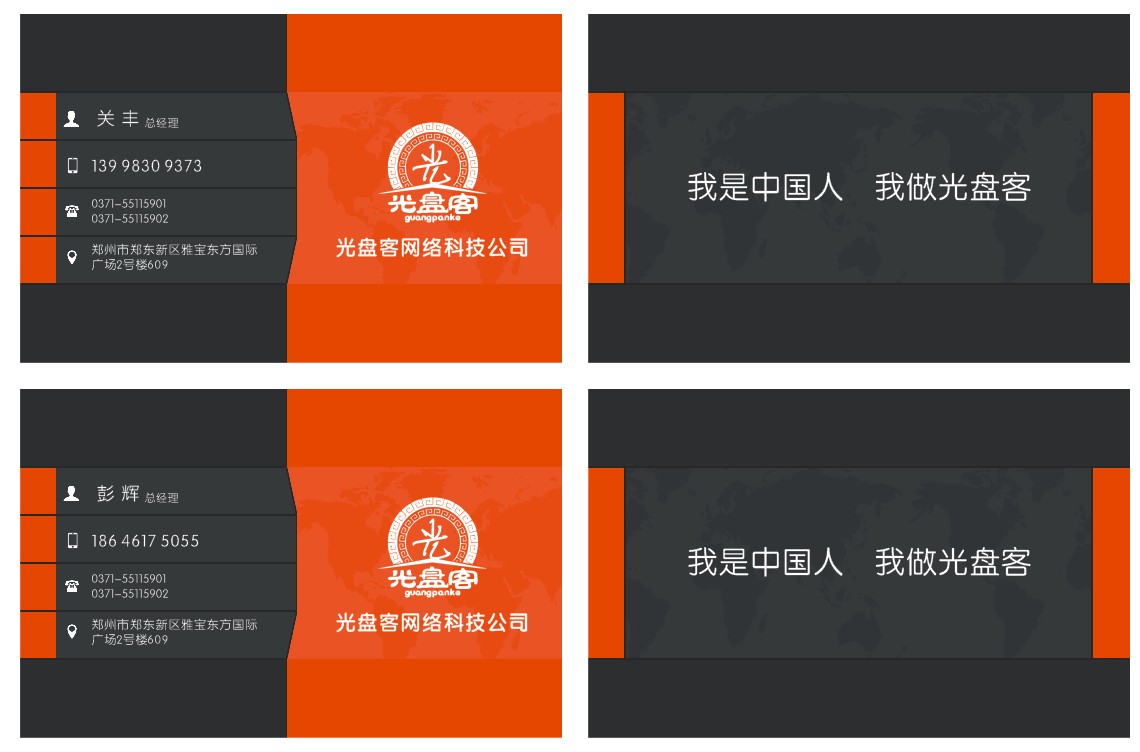 关 丰 总经理
139 9830 9373
0371-55115901
0371-55115902
郑州市郑东新区雅宝东方国际
广场2号楼609
光
光盘客
guangpanke
光盘客网络科技公司
我是中国人 我做光盘客
彭 辉 总经理
186 4617 5055
0371-55115901
0371-55115902
郑州市郑东新区雅宝东方国际
广场2号楼609
光
光盘客
guangpanke
光盘客网络科技公司
我是中国人 我做光盘客